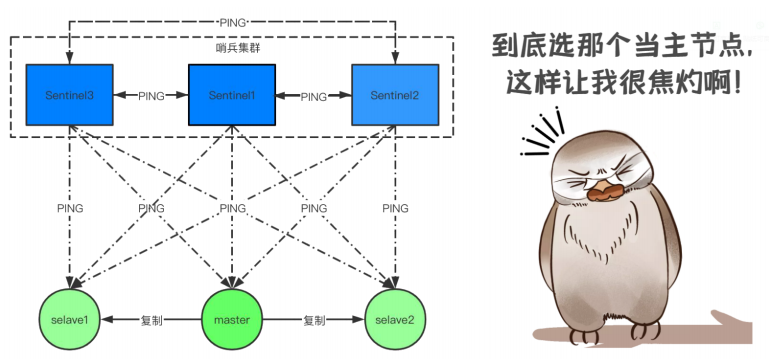 PING
哨兵集群
Sentinel3
PING
Sentinel1
PING
Sentinel2
PING
PING
PING
PING
PING
selave1
复制
master
复制
selave2
到底选那个当主节点,
这样让我很焦灼啊!